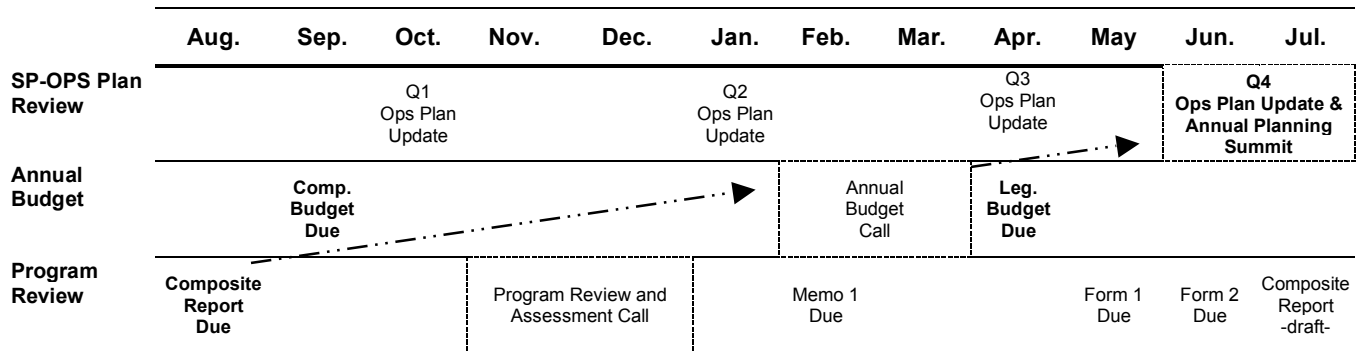 Aug. Sep. Oct. Nov. Dec. Jan. Feb. Mar. Apr. May Jun. Jul.
SP-OPS Plan
Review
Q1
Ops Plan
Update
Q2
Ops Plan
Update
Q3
Ops Plan
Update
Q4
Ops Plan Update &
Annual Planning
Summit
Annual
Budget
Comp.
Budget
Due
Annual
Budget
Call
Leg.
Budget
Due
Program
Review
Composite
Report
Due
Program Review and
Assessment Call
Memo 1
Due
Form 1
Due
Form 2
Due
Composite
Report
-draft-